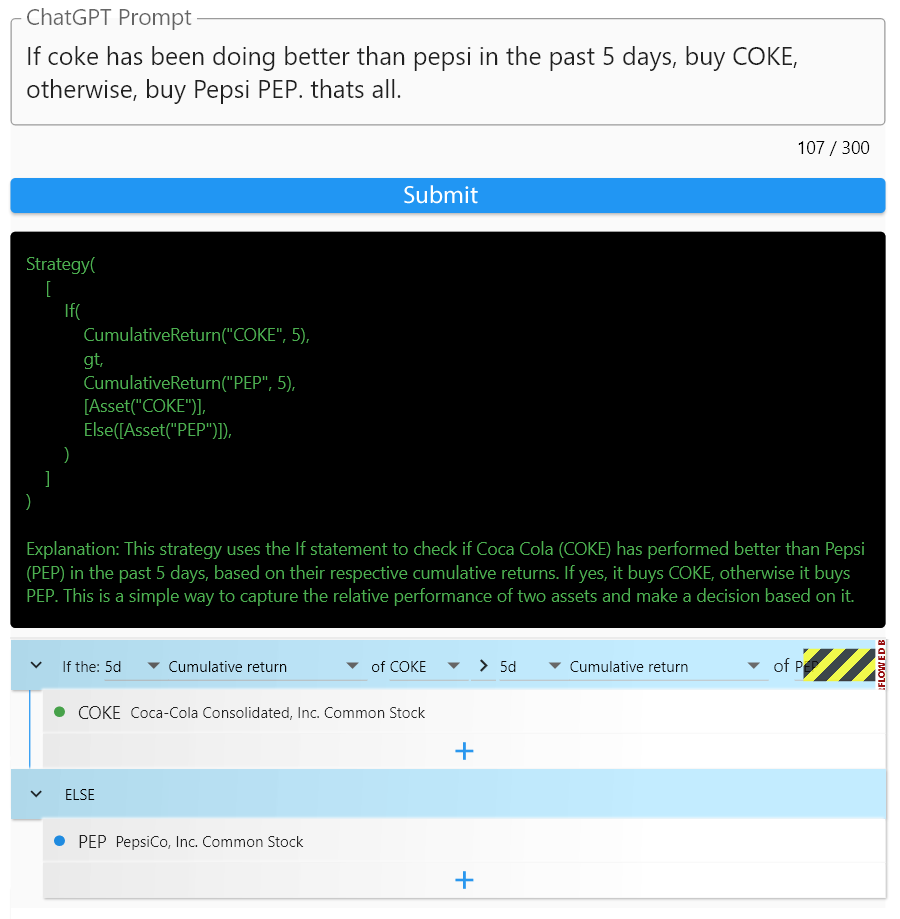 ChatGPT Prompt
If coke has been doing better than pepsi in the past 5 days, buy COKE,
otherwise, buy Pepsi PEP. thats all.
107 / 300
Submit
Strategy(
[
If(
CumulativeReturn("COKE", 5),
gt,
CumulativeReturn("PEP", 5),
[Asset("COKE")],
Else([Asset("PEP")]),
)
]
)
Explanation: This strategy uses the If statement to check if Coca Cola (COKE) has performed better than Pepsi
(PEP) in the past 5 days, based on their respective cumulative returns. If yes, it buys COKE, otherwise it buys
PEP. This is a simple way to capture the relative performance of two assets and make a decision based on it.
If the: 5d Cumulative return of COKE > 5d Cumulative return of PEP
COKE Coca-Cola Consolidated, Inc. Common Stock
+
ELSE
PEP PepsiCo, Inc. Common Stock
+